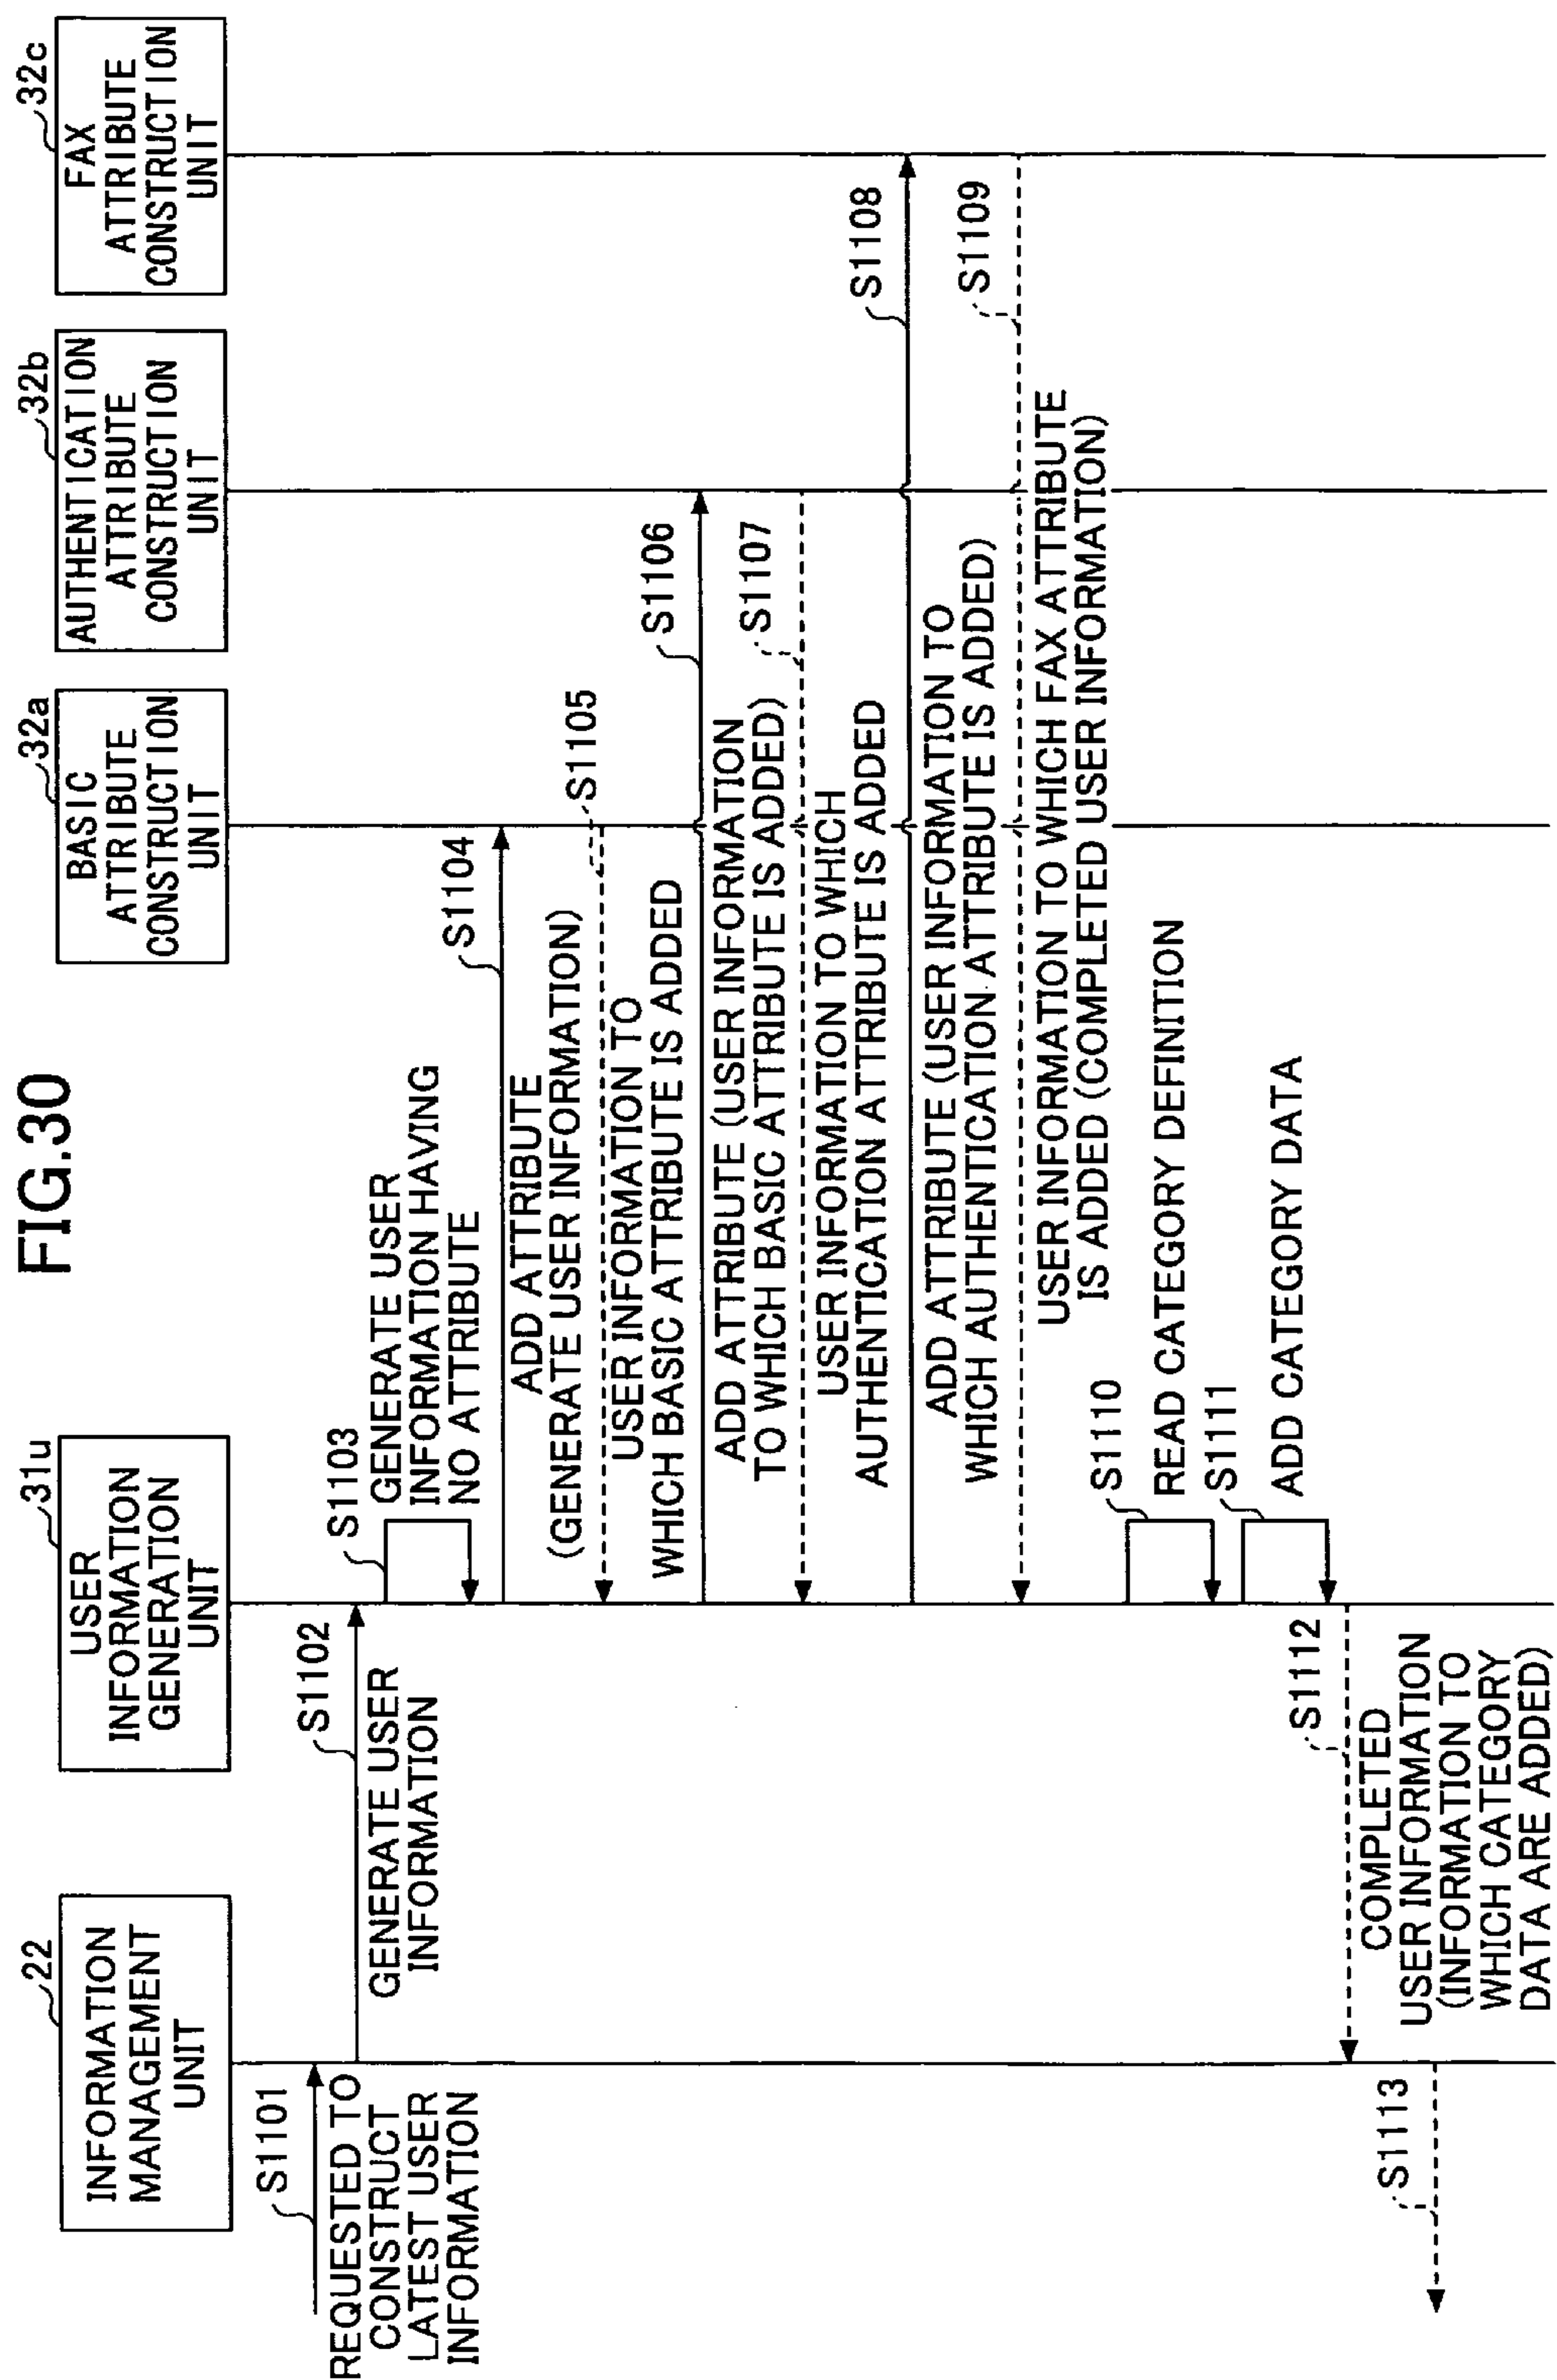 FIG.30
22
INFORMATION
MANAGEMENT
UNIT
31u
USER
INFORMATION
GENERATION
UNIT
32a
BASIC
ATTRIBUTE
CONSTRUCTION
UNIT
32b
AUTHENTICATION
ATTRIBUTE
CONSTRUCTION
UNIT
32c
FAX
ATTRIBUTE
CONSTRUCTION
UNIT
S1101
REQUESTED TO
CONSTRUCT
LATEST USER
INFORMATION
S1102
GENERATE USER
INFORMATION
S1103
GENERATE USER
INFORMATION HAVING
NO ATTRIBUTE
S1104
ADD ATTRIBUTE
(GENERATE USER INFORMATION)
S1105
USER INFORMATION TO
WHICH BASIC ATTRIBUTE IS ADDED
S1106
ADD ATTRIBUTE (USER INFORMATION
TO WHICH BASIC ATTRIBUTE IS ADDED)
S1107
USER INFORMATION TO WHICH
AUTHENTICATION ATTRIBUTE IS ADDED
S1108
ADD ATTRIBUTE (USER INFORMATION TO
WHICH AUTHENTICATION ATTRIBUTE IS ADDED)
S1109
USER INFORMATION TO WHICH FAX ATTRIBUTE
IS ADDED (COMPLETED USER INFORMATION)
S1110
READ CATEGORY DEFINITION
S1111
ADD CATEGORY DATA
S1112
COMPLETED
USER INFORMATION
(INFORMATION TO
WHICH CATEGORY
DATA ARE ADDED)
S1113